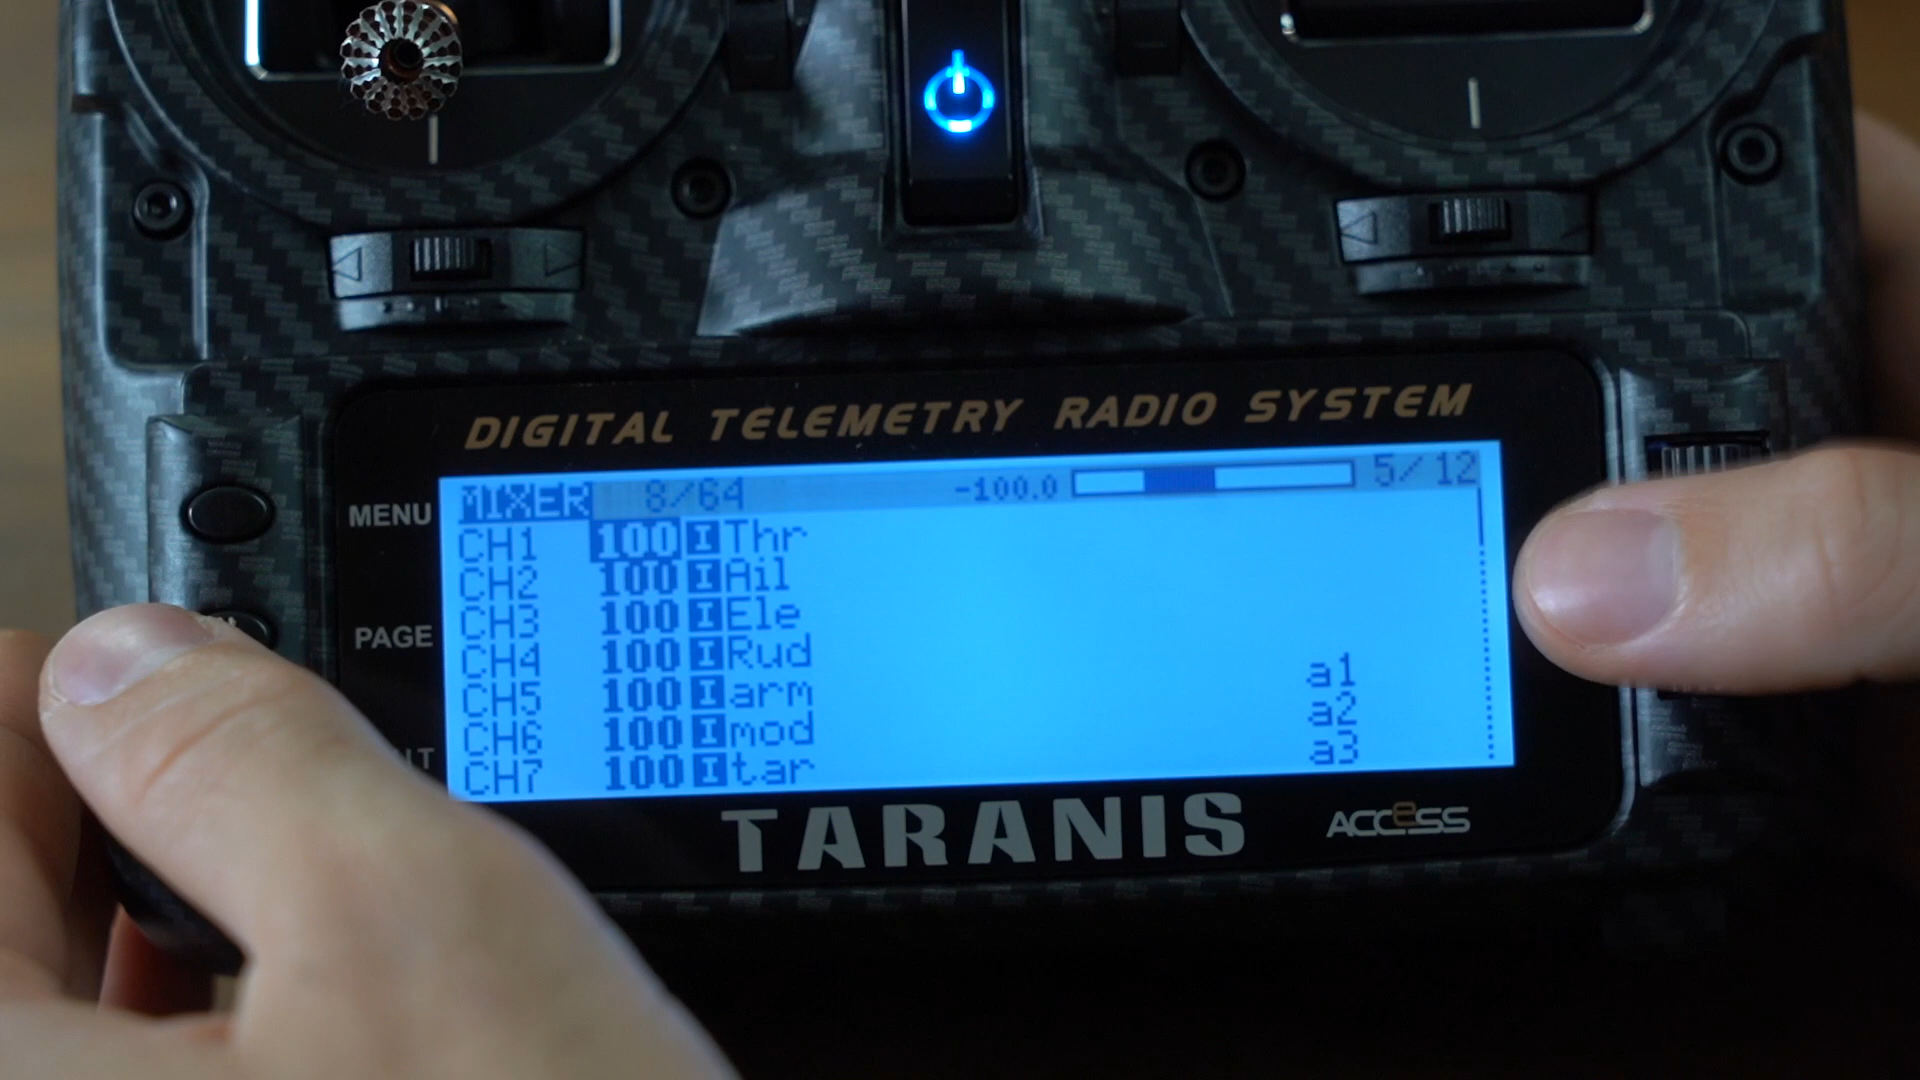 DIGITAL TELEMETRY RADIO SYSTEM
MENU
PAGE
MIXER 8/64 -100.0 5/12
CH1 100 I Thr
CH2 100 I Ail
CH3 100 I Ele
CH4 100 I Rud
CH5 100 I arm a1
CH6 100 I mod a2
CH7 100 I tar a3
TARANIS
ACCESS